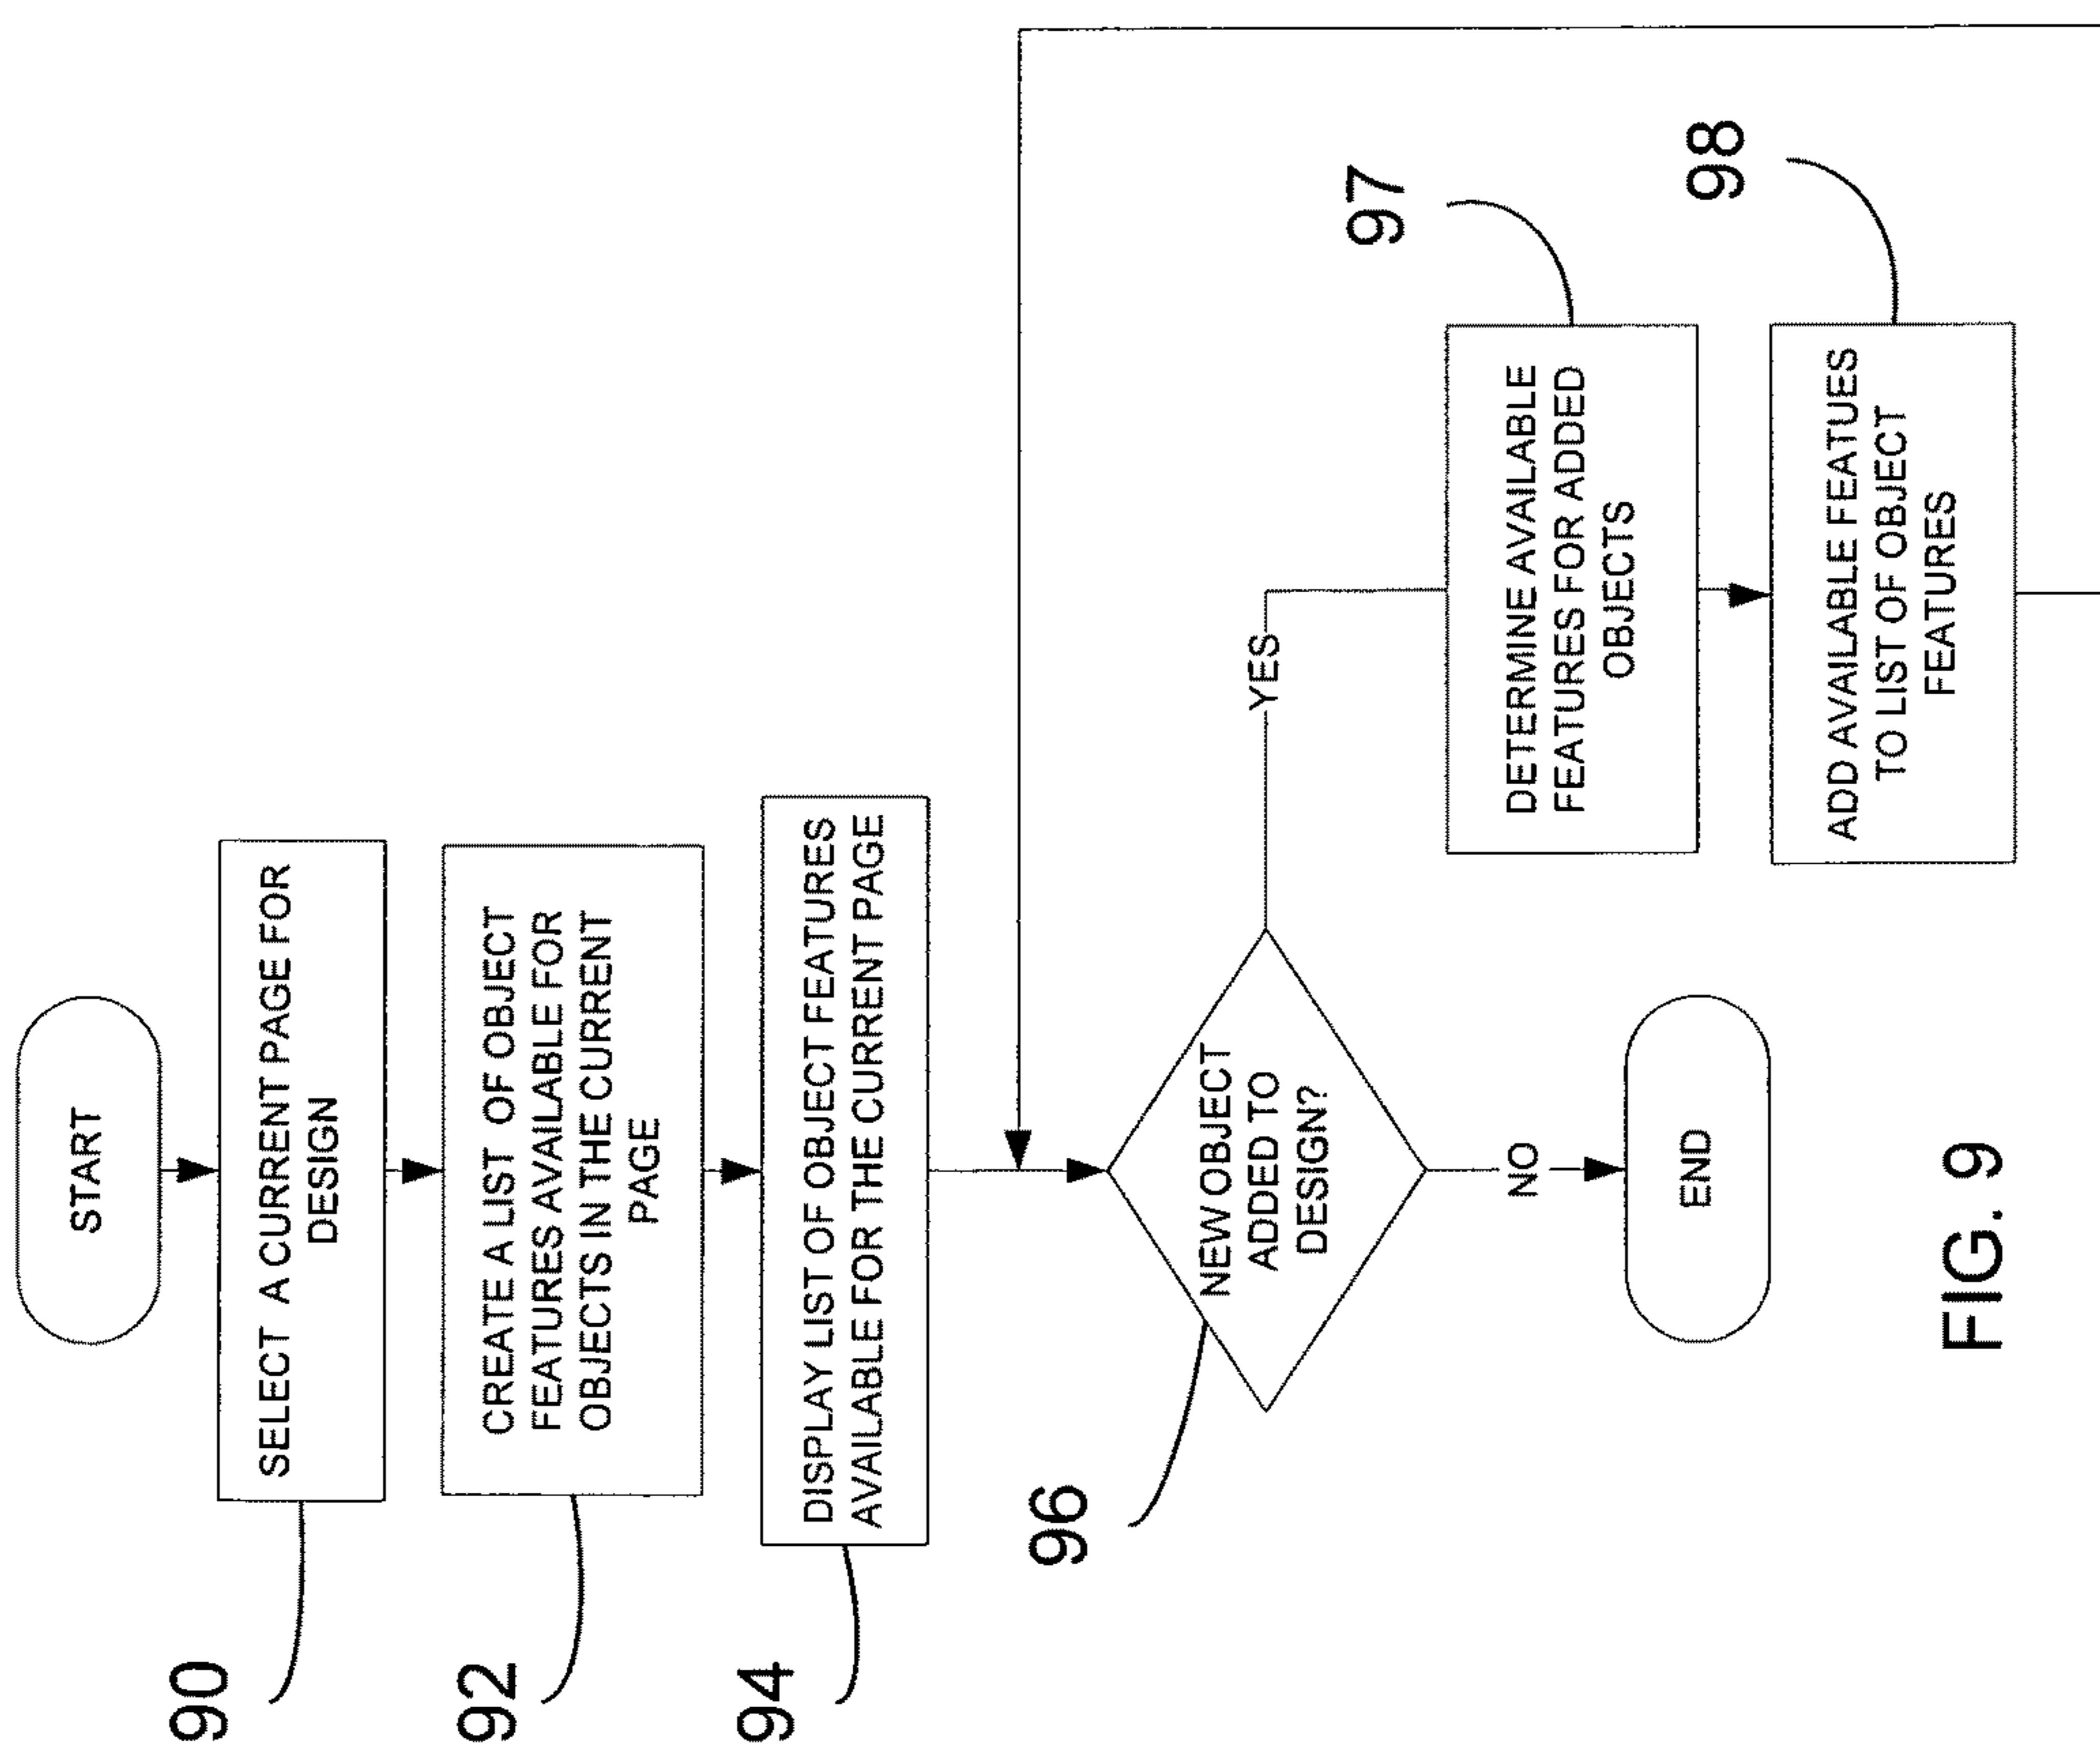 START
90
SELECT A CURRENT PAGE FOR
DESIGN
92
CREATE A LIST OF OBJECT
FEATURES AVAILABLE FOR
OBJECTS IN THE CURRENT
PAGE
94
DISPLAY LIST OF OBJECT FEATURES
AVAILABLE FOR THE CURRENT PAGE
96
NEW OBJECT
ADDED TO
DESIGN?
YES
97
DETERMINE AVAILABLE
FEATURES FOR ADDED
OBJECTS
98
ADD AVAILABLE FEATUES
TO LIST OF OBJECT
FEATURES
NO
END
FIG. 9